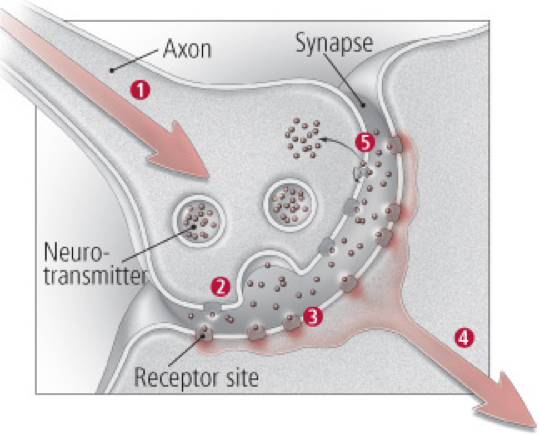 Axon
Synapse
1
5
Neuro-
transmitter
2
3
4
Receptor site